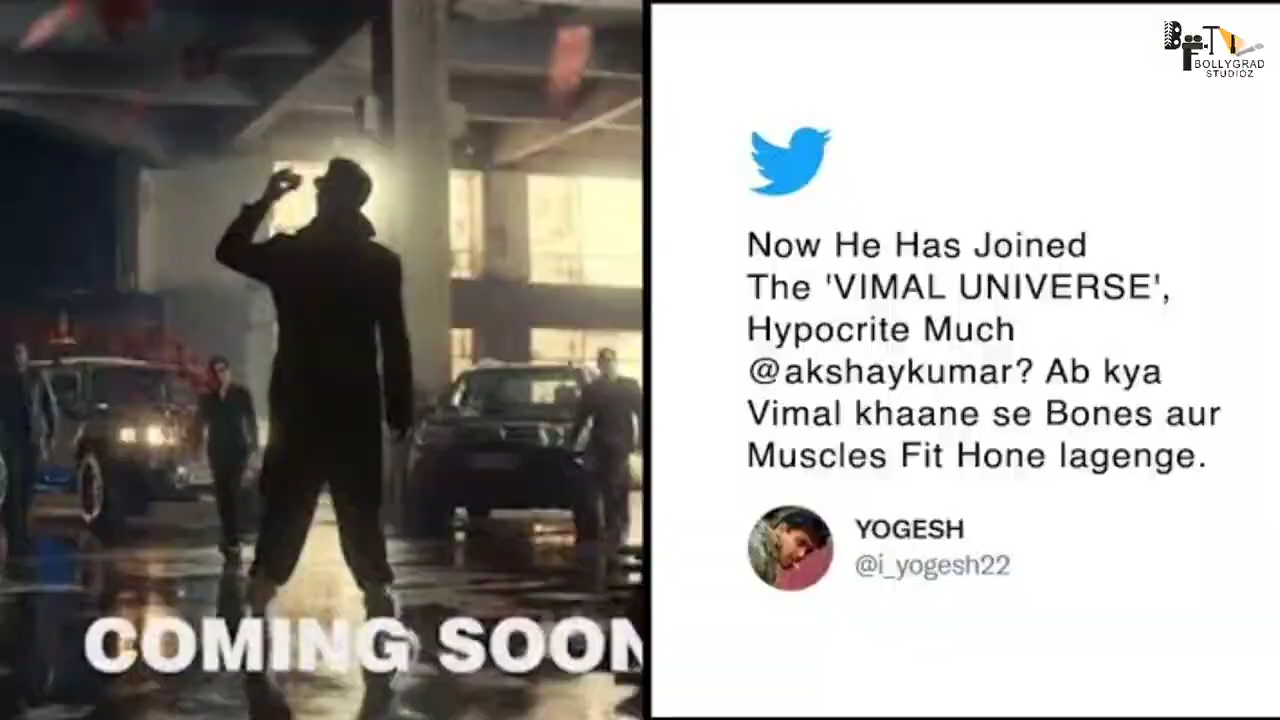 COMING SOON
BFT
BOLLYGRAD
STUDIOZ
Now He Has Joined
The 'VIMAL UNIVERSE',
Hypocrite Much
@akshaykumar? Ab kya
Vimal khaane se Bones aur
Muscles Fit Hone lagenge.
YOGESH
@i_yogesh22